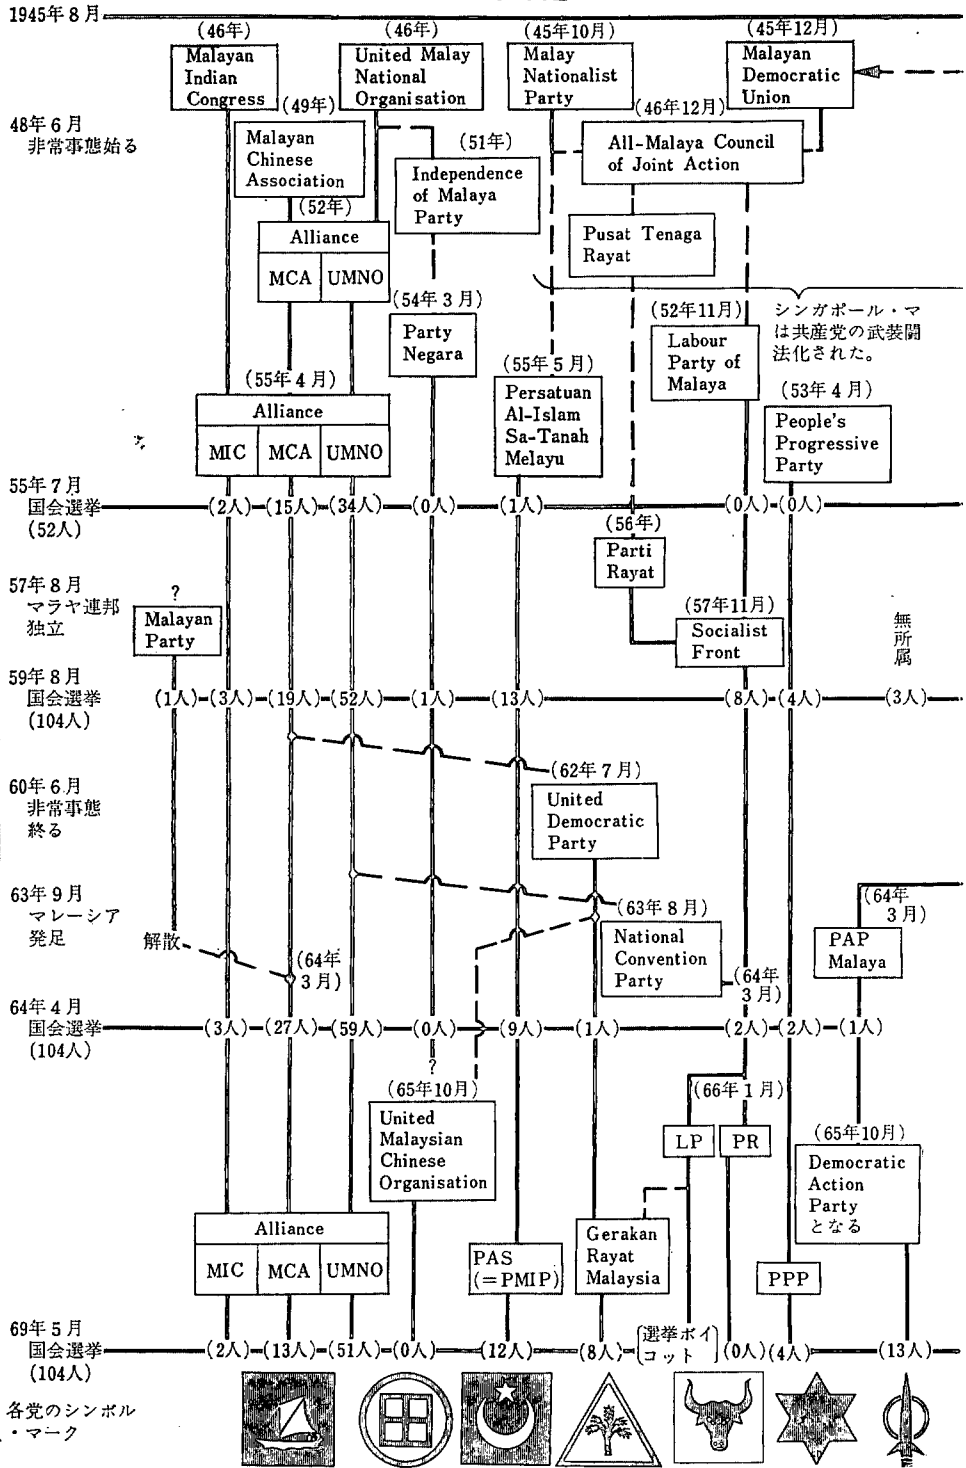 1945年8月
(46年)
Malayan
Indian
Congress
(46年)
United Malay
National
Organisation
(45年10月)
Malay
Nationalist
Party
(45年12月)
Malayan
Democratic
Union
48年6月
非常事態始る
(49年)
Malayan
Chinese
Association
(51年)
Independence
of Malaya
Party
(46年12月)
All-Malaya Council
of Joint Action
(52年)
Alliance
MCA UMNO
Pusat Tenaga
Rayat
(54年3月)
Party
Negara
シンガポール・マ
は共産党の武装闘
法化された。
(52年11月)
Labour
Party of
Malaya
(55年4月)
Alliance
MIC MCA UMNO
(55年5月)
Persatuan
Al-Islam
Sa-Tanah
Melayu
(53年4月)
People's
Progressive
Party
55年7月
国会選挙
(52人)
(2人) (15人) (34人) (0人) (1人) (0人) (0人)
(56年)
Parti
Rayat
57年8月
マラヤ連邦
独立
?
Malayan
Party
(57年11月)
Socialist
Front
無所属
59年8月
国会選挙
(104人)
(1人) (3人) (19人) (52人) (1人) (13人) (8人) (4人) (3人)
(62年7月)
United
Democratic
Party
60年6月
非常事態
終る
63年9月
マレーシア
発足
解散
(64年
3月)
(63年8月)
National
Convention
Party
(64年
3月)
(64年
3月)
PAP
Malaya
64年4月
国会選挙
(104人)
(3人) (27人) (59人) (0人) (9人) (1人) (2人) (2人) (1人)
?
(65年10月)
United
Malaysian
Chinese
Organisation
(66年1月)
LP PR
(65年10月)
Democratic
Action
Party
となる
Alliance
MIC MCA UMNO
PAS
(=PMIP)
Gerakan
Rayat
Malaysia
PPP
69年5月
国会選挙
(104人)
(2人) (13人) (51人) (0人) (12人) (8人) [選挙ボイ
コット] (0人) (4人) (13人)
各党のシンボル
・マーク